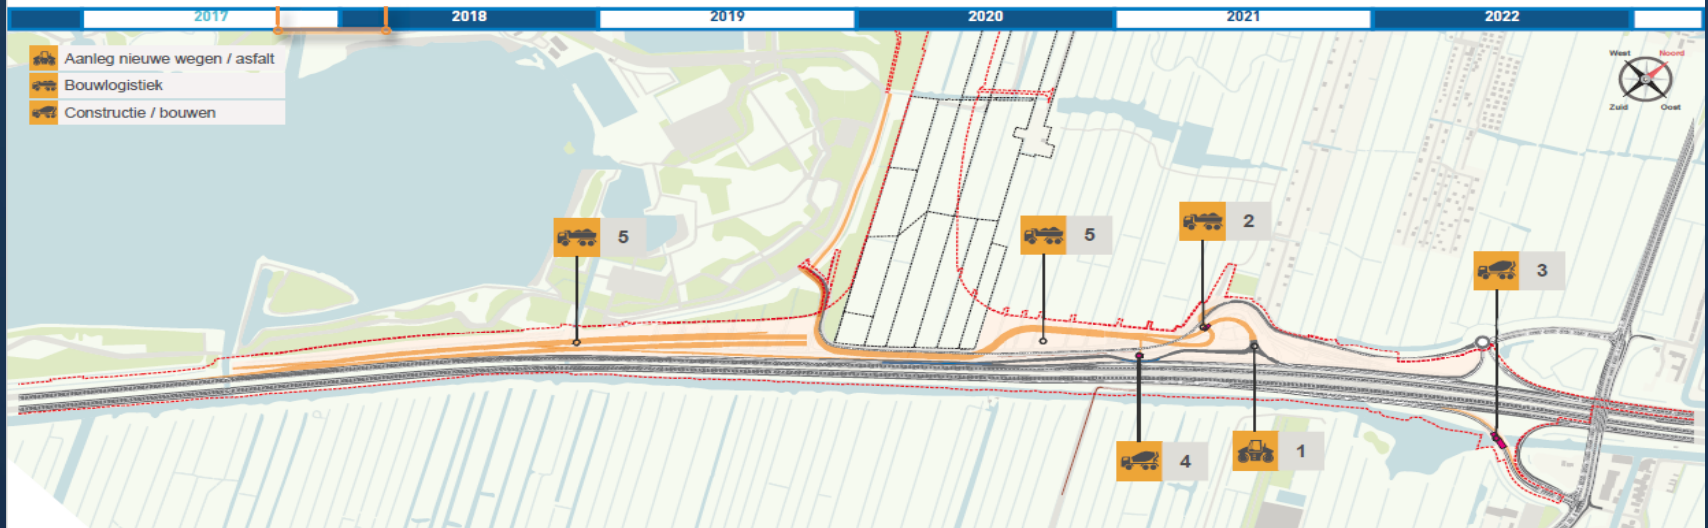 2017 2018 2019 2020 2021 2022
Aanleg nieuwe wegen / asfalt
Bouwlogistiek
Constructie / bouwen
West Noord
Zuid Oost
5
5
2
3
4
1